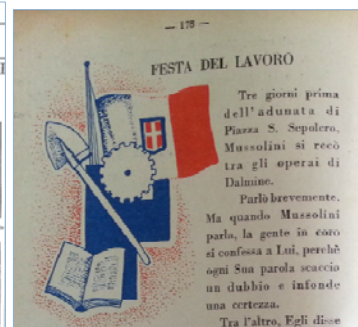 — 178 —
FESTA DEL LAVORO
Tre giorni prima
dell'adunata di
Piazza S. Sepolcro,
Mussolini si recò
tra gli operai di
Dalmine.
Parlò brevemente.
Ma quando Mussolini
parla, la gente in coro
si confessa a Lui, perchè
ogni Sua parola scaccia
un dubbio e infonde
una certezza.
Tra l'altro, Egli disse